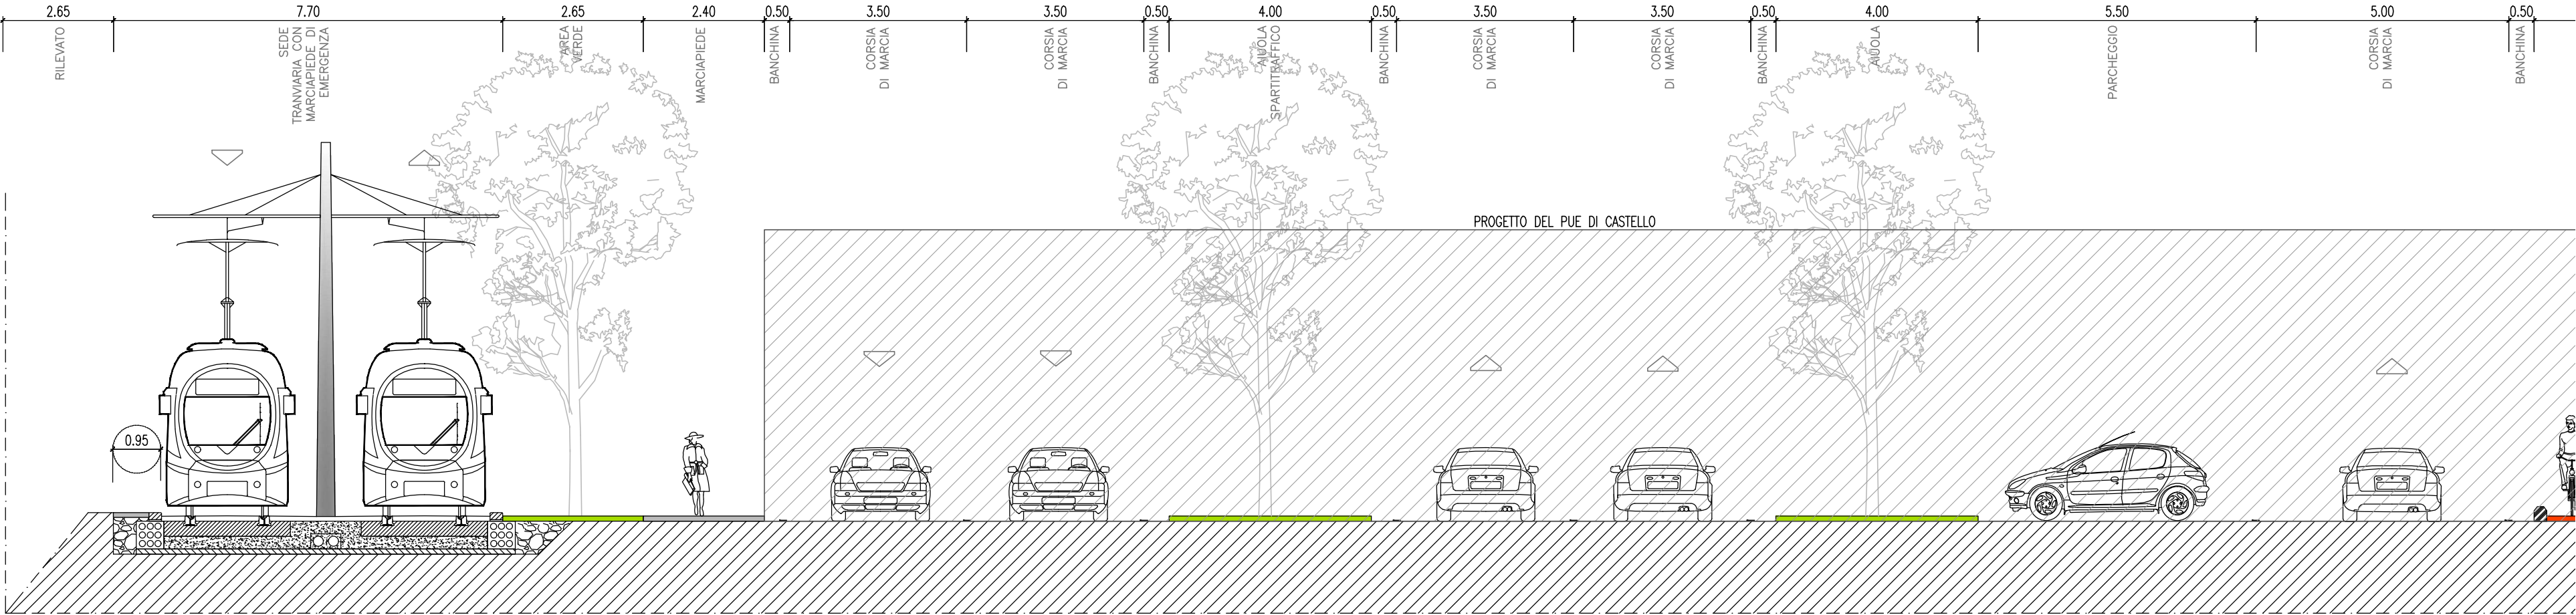 2.65
7.70
2.65
2.40
0.50
3.50
3.50
0.50
4.00
0.50
3.50
3.50
0.50
4.00
5.50
5.00
0.50
RILEVATO
SEDE
TRANVIARIA CON
MARCIAPIEDE DI
EMERGENZA
AREA
VERDE
MARCIAPIEDE
BANCHINA
CORSIA
DI MARCIA
CORSIA
DI MARCIA
BANCHINA
AIUOLA
SPARTITRAFFICO
BANCHINA
CORSIA
DI MARCIA
CORSIA
DI MARCIA
BANCHINA
AIUOLA
PARCHEGGIO
CORSIA
DI MARCIA
BANCHINA
PROGETTO DEL PUE DI CASTELLO
0.95